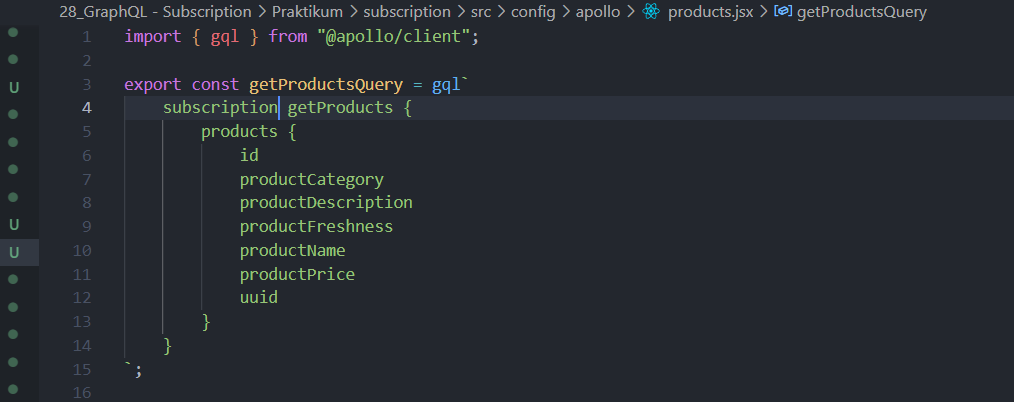 28_GraphQL - Subscription > Praktikum > subscription > src > config > apollo > products.jsx > getProductsQuery
1 import { gql } from "@apollo/client";
2
U
3 export const getProductsQuery = gql`
4 subscription getProducts {
5 products {
6 id
7 productCategory
8 productDescription
U 9 productFreshness
U 10 productName
11 productPrice
12 uuid
13 }
14 }
15 `;
16